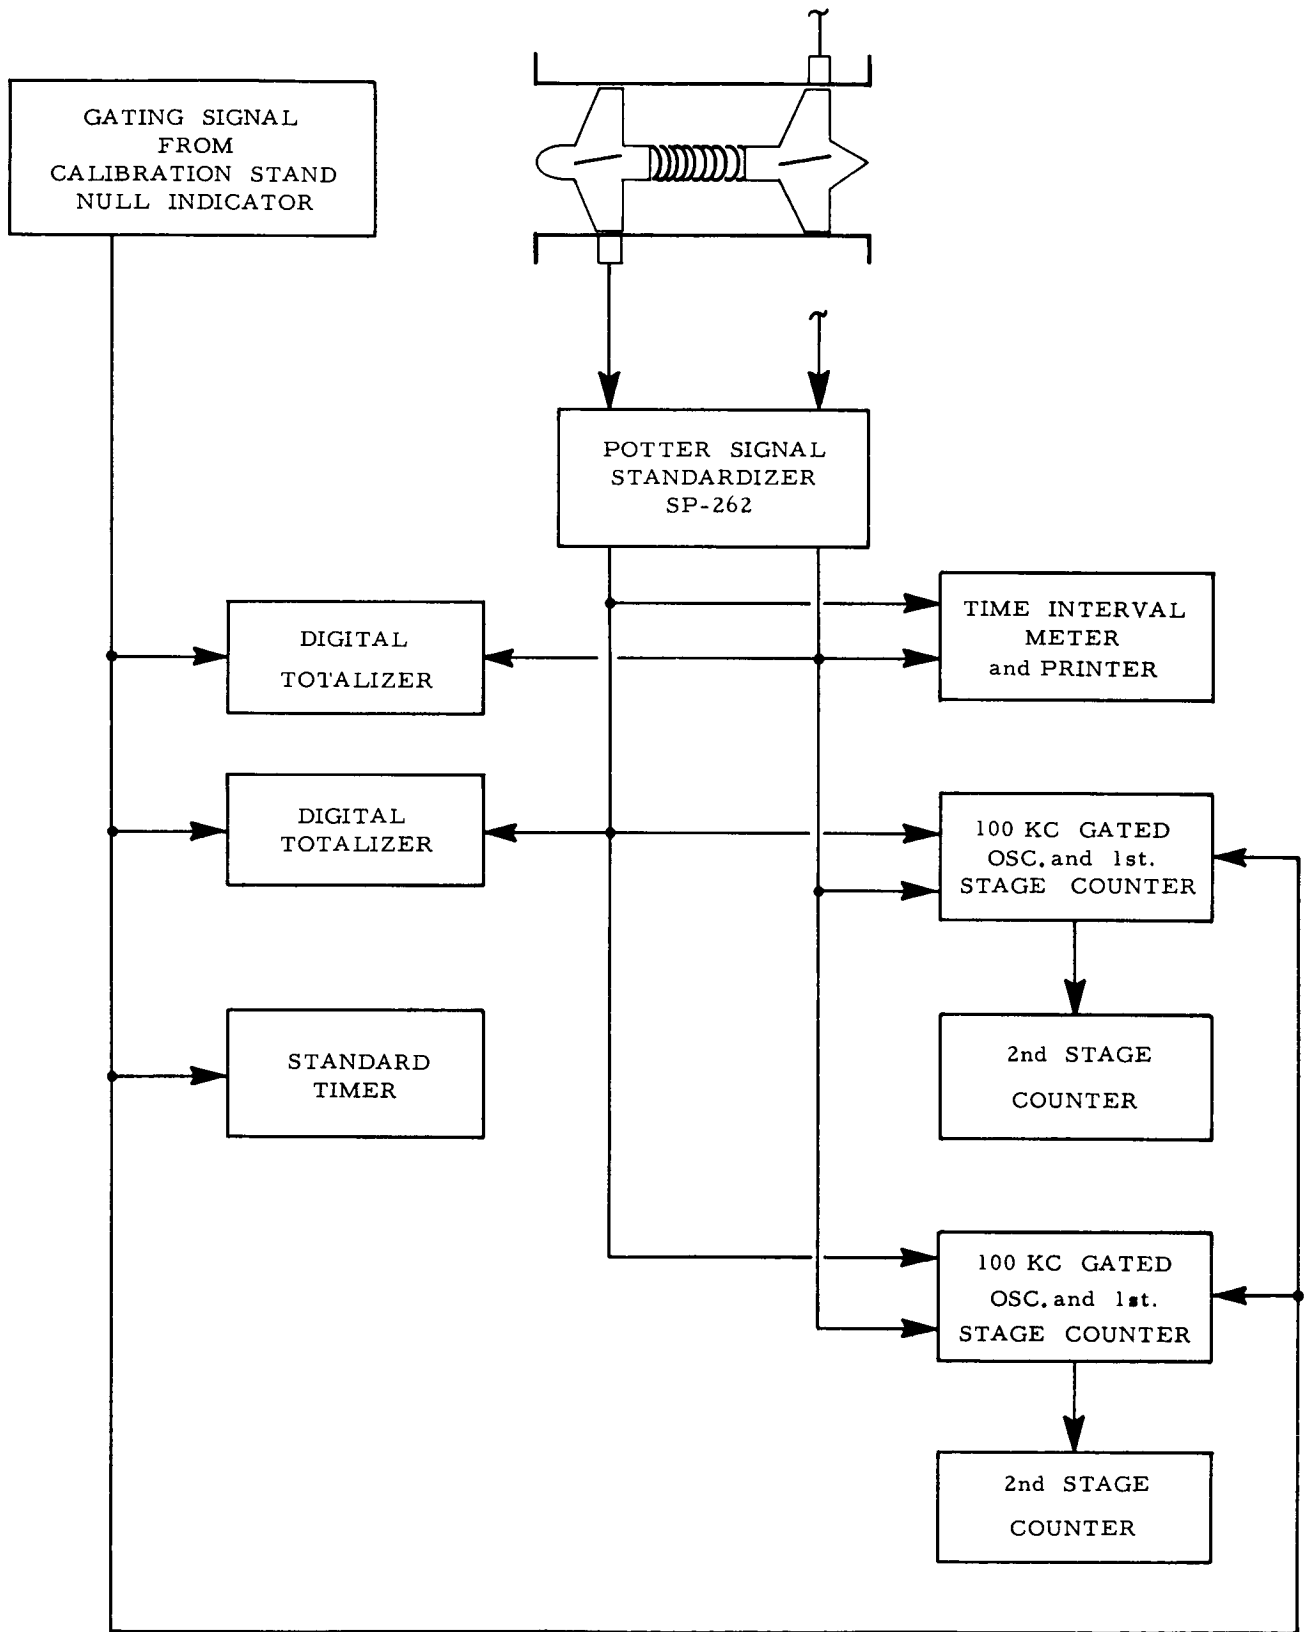 GATING SIGNAL
FROM
CALIBRATION STAND
NULL INDICATOR
POTTER SIGNAL
STANDARDIZER
SP-262
DIGITAL
TOTALIZER
TIME INTERVAL
METER
and PRINTER
DIGITAL
TOTALIZER
100 KC GATED
OSC. and 1st.
STAGE COUNTER
STANDARD
TIMER
2nd STAGE
COUNTER
100 KC GATED
OSC. and 1st.
STAGE COUNTER
2nd STAGE
COUNTER